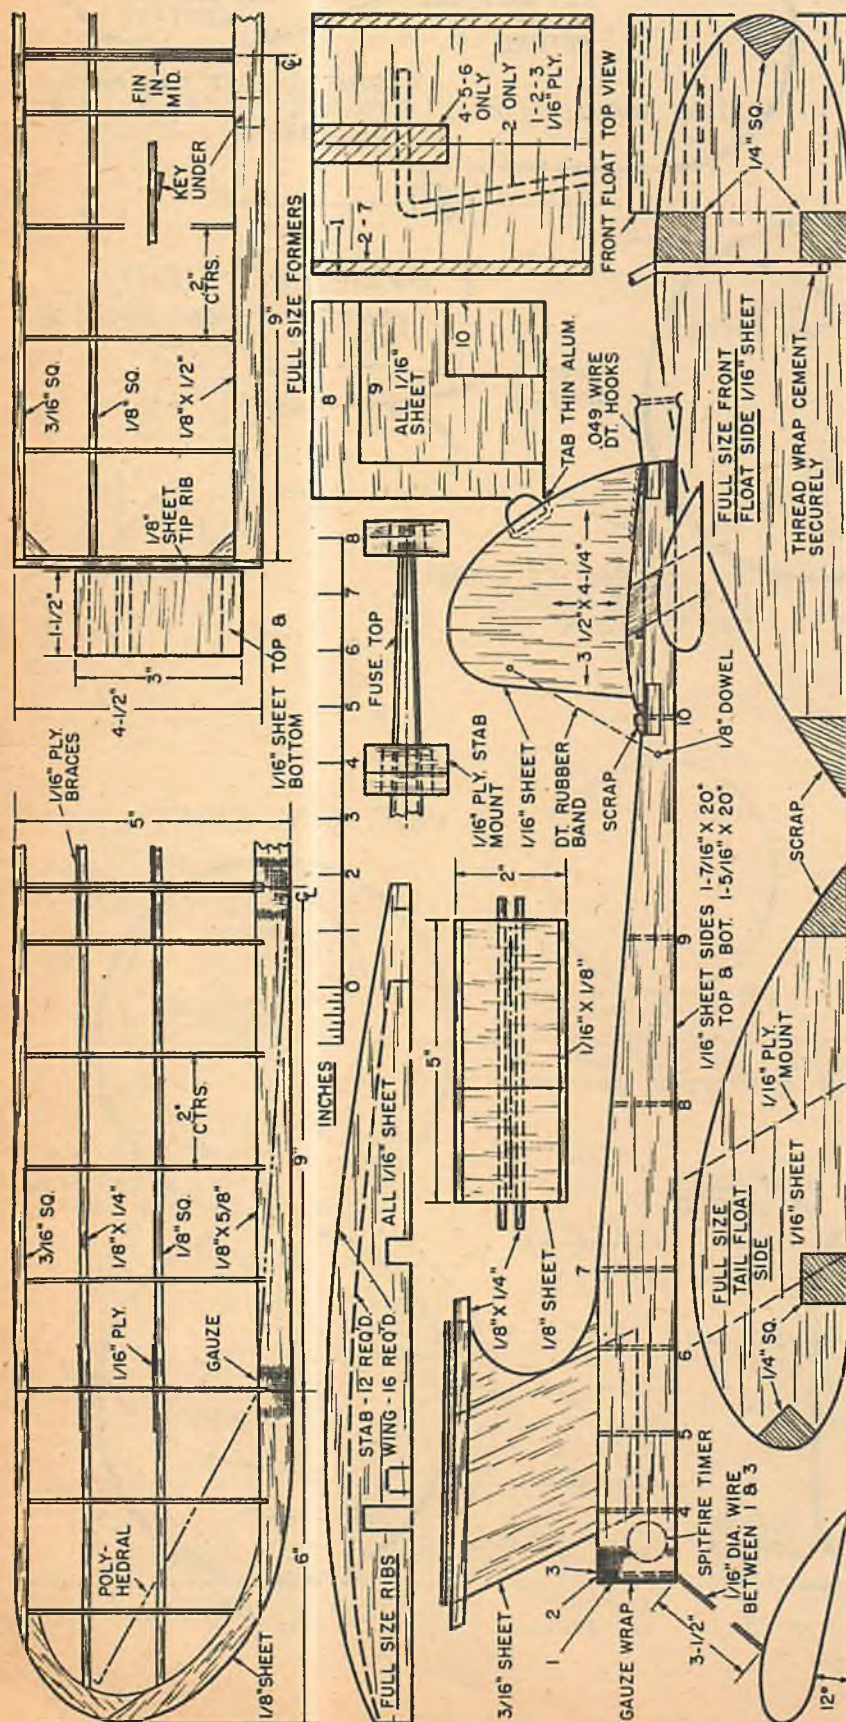 1/16" PLY.
BRACES
3/16" SQ.
1/8" X 1/4"
1/16" PLY.
1/8" SQ.
1/8" X 5/8"
2"
CTRS.
GAUZE
POLY-
HEDRAL
1/8" SHEET
6"
9"
5"
℄
4-1/2"
3"
1-1/2"
1/16" SHEET TOP &
BOTTOM
1/8"
SHEET
TIP RIB
3/16" SQ.
1/8" SQ.
1/8" X 1/2"
2"
CTRS.
9"
KEY
UNDER
FIN
IN
MID.
℄
FULL SIZE RIBS
STAB - 12 REQ'D.
WING - 16 REQ'D.
ALL 1/16" SHEET
INCHES
0 1 2 3 4 5 6 7 8
FUSE TOP
1/16" PLY. STAB
MOUNT
FULL SIZE FORMERS
8
9
ALL 1/16"
SHEET
10
1
2 - 7
4-5-6
ONLY
2 ONLY
1-2-3
1/16" PLY.
5"
2"
1/16" X 1/8"
1/8" X 1/4"
1/8" SHEET
3/16" SHEET
1
2
3
4
5
6
7
8
9
10
GAUZE WRAP
3-1/2"
12°
SPITFIRE TIMER
1/16" DIA. WIRE
BETWEEN 1 & 3
1/16" SHEET SIDES 1-7/16" X 20"
TOP & BOT. 1-5/16" X 20"
1/16" SHEET
DT. RUBBER
BAND
SCRAP
1/8" DOWEL
3 1/2" X 4-1/4"
TAB THIN ALUM.
.049 WIRE
DT. HOOKS
FULL SIZE
TAIL FLOAT
SIDE
1/4" SQ.
1/16" SHEET
1/16" PLY.
MOUNT
SCRAP
FULL SIZE FRONT
FLOAT SIDE 1/16" SHEET
THREAD WRAP CEMENT
SECURELY
FRONT FLOAT TOP VIEW
1/4" SQ.